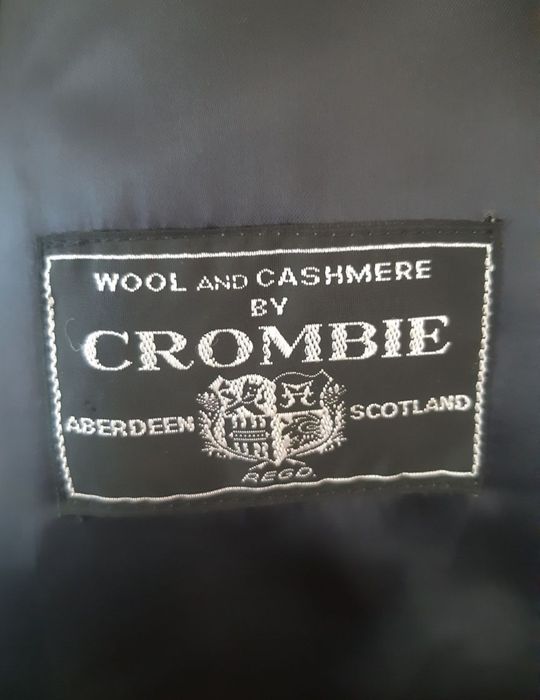 WOOL AND CASHMERE
BY
CROMBIE
ABERDEEN SCOTLAND
REGD.